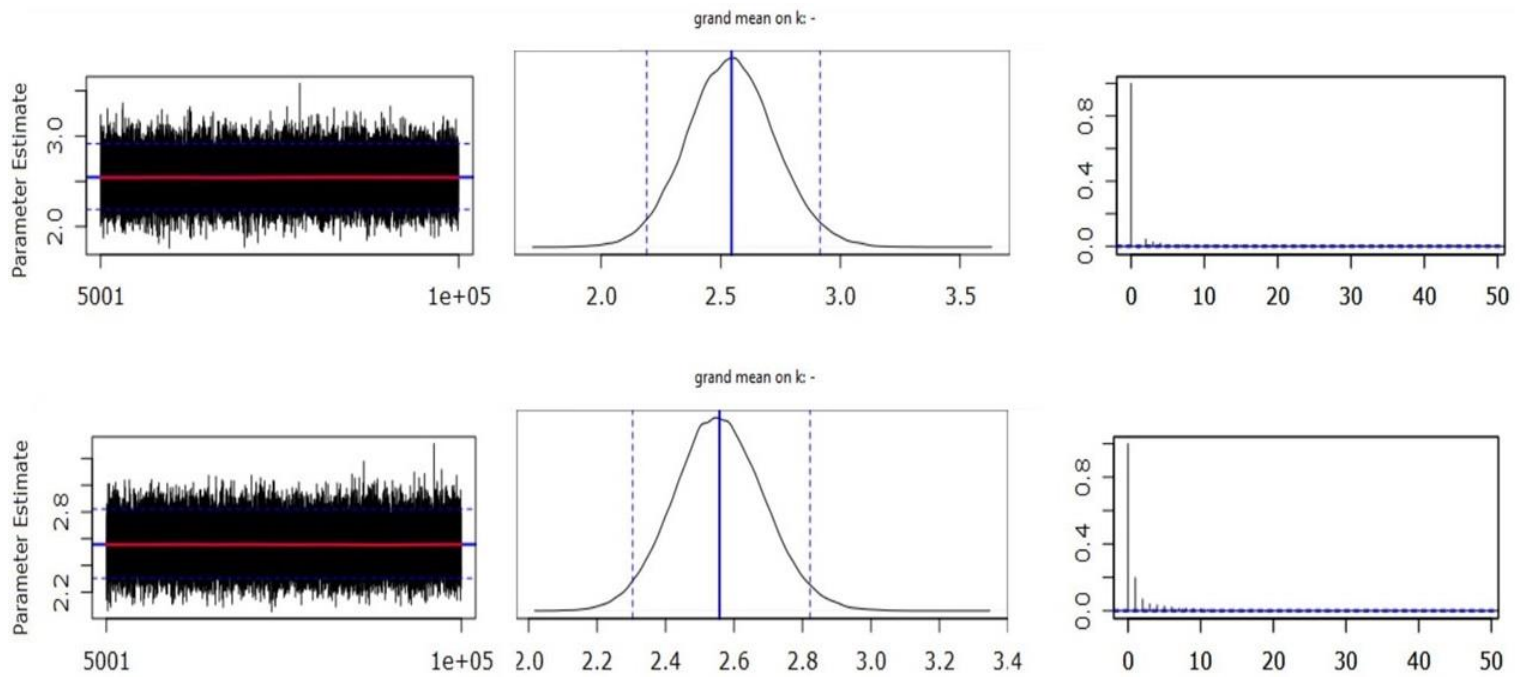 grand mean on k: -
Parameter Estimate
3.0
2.0
5001 1e+05
2.0 2.5 3.0 3.5
0.8
0.4
0.0
0 10 20 30 40 50
grand mean on k: -
Parameter Estimate
2.8
2.2
5001 1e+05
2.0 2.2 2.4 2.6 2.8 3.0 3.2 3.4
0.8
0.4
0.0
0 10 20 30 40 50